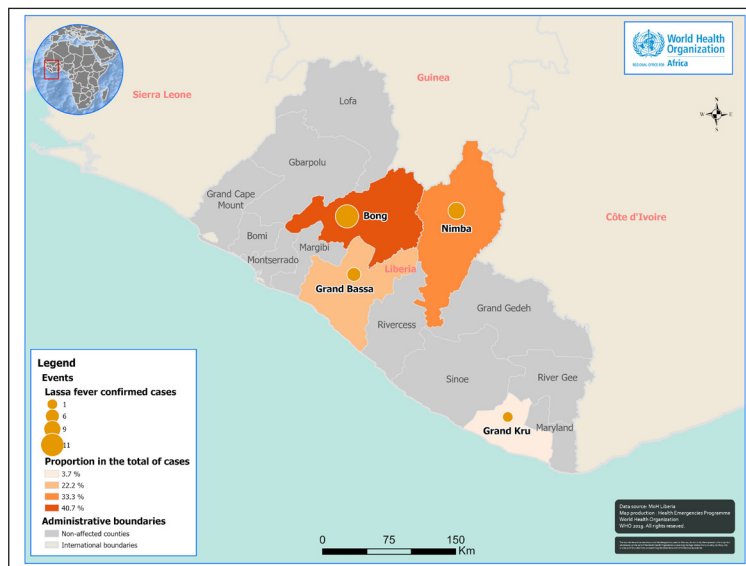 World Health
Organization
REGIONAL OFFICE FOR Africa
Guinea
Sierra Leone
Côte d'Ivoire
Liberia
N
W
E
S
Lofa
Gbarpolu
Grand Cape
Mount
Bong
Nimba
Bomi
Margibi
Montserrado
Grand Bassa
Grand Gedeh
Rivercess
Sinoe
River Gee
Grand Kru
Maryland
Legend
Events
Lassa fever confirmed cases
1
6
9
11
Proportion in the total of cases
3.7 %
22.2 %
33.3 %
40.7 %
Administrative boundaries
Non-affected counties
International boundaries
0 75 150
Km
Data source: MoH Liberia
Map production : Health Emergencies Programme
World Health Organization
WHO 2019. All rights reseved.